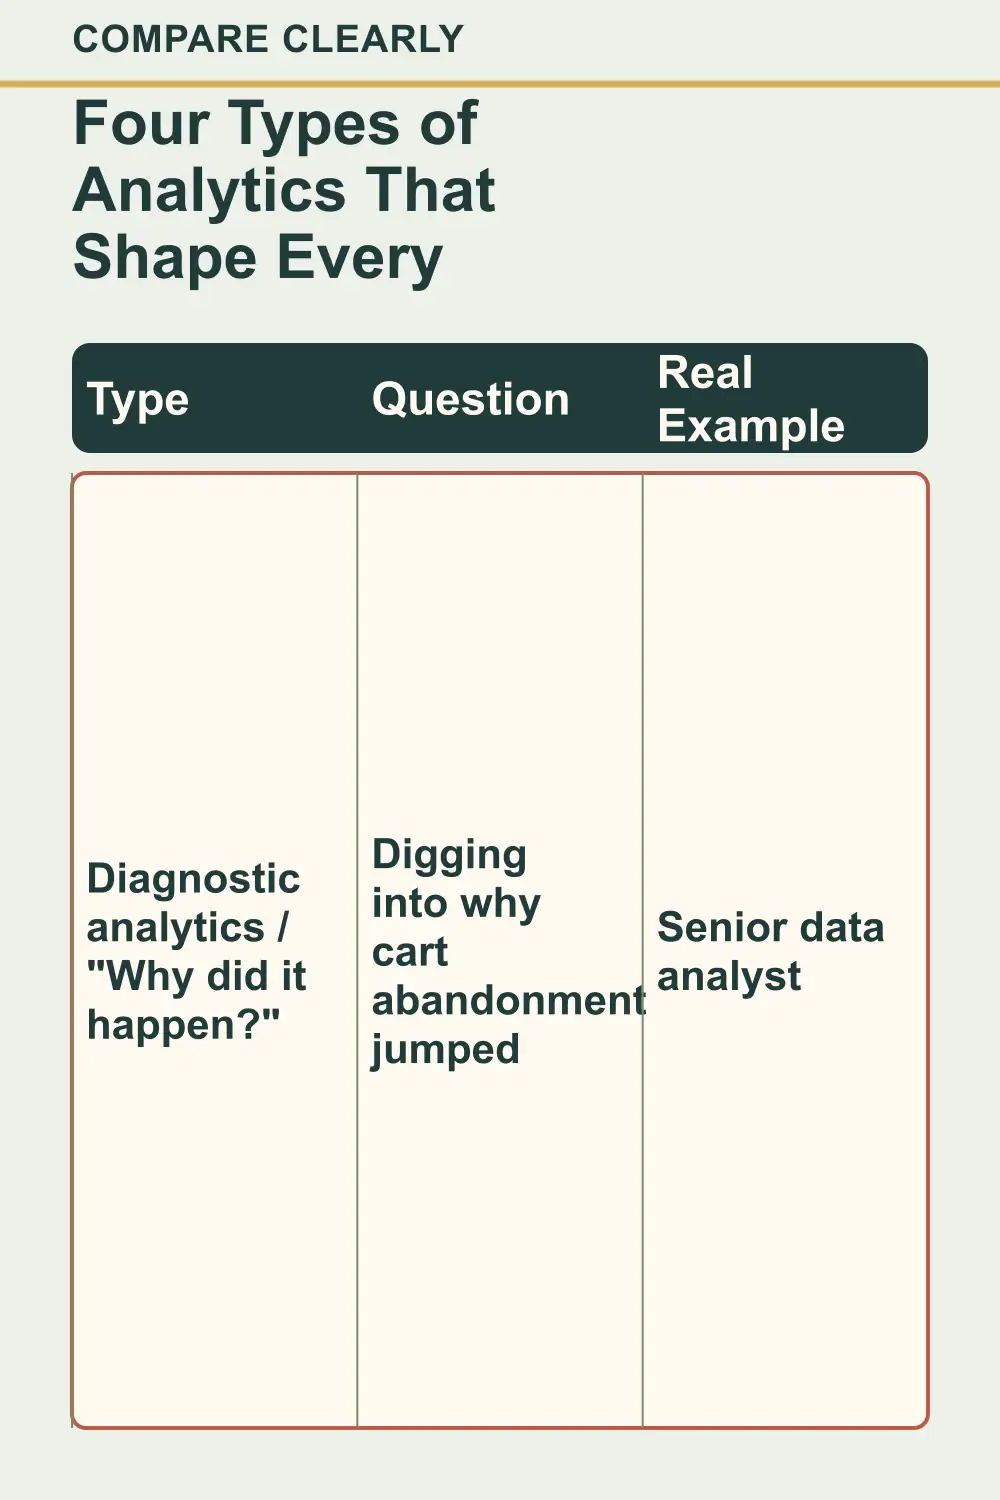 COMPARE CLEARLY
Four Types of
Analytics That
Shape Every
Type
Question
Real
Example
Diagnostic
analytics /
"Why did it
happen?"
Digging
into why
cart
abandonment
jumped
Senior data
analyst